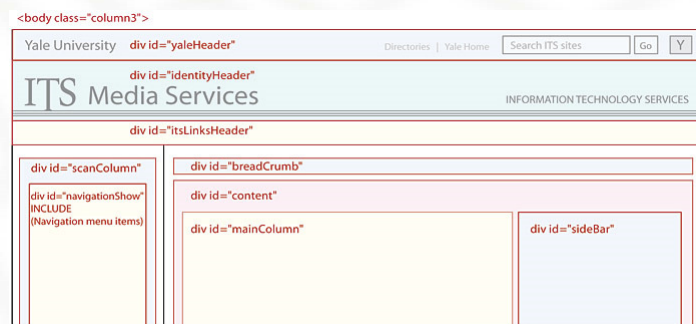 <body class="column3">
Yale University div id="yaleHeader" Directories | Yale Home Search ITS sites Go Y
div id="identityHeader"
ITS Media Services INFORMATION TECHNOLOGY SERVICES
div id="itsLinksHeader"
div id="scanColumn" div id="breadCrumb"
div id="navigationShow" div id="content"
INCLUDE
(Navigation menu items)
div id="mainColumn" div id="sideBar"